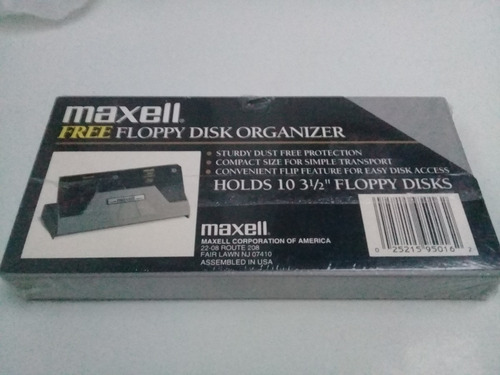 maxell
FREE FLOPPY DISK ORGANIZER
• STURDY DUST FREE PROTECTION
• COMPACT SIZE FOR SIMPLE TRANSPORT
• CONVENIENT FLIP FEATURE FOR EASY DISK ACCESS
HOLDS 10 3½" FLOPPY DISKS
maxell
MAXELL CORPORATION OF AMERICA
22-08 ROUTE 208
FAIR LAWN NJ 07410
ASSEMBLED IN USA
0 25215 95016 2